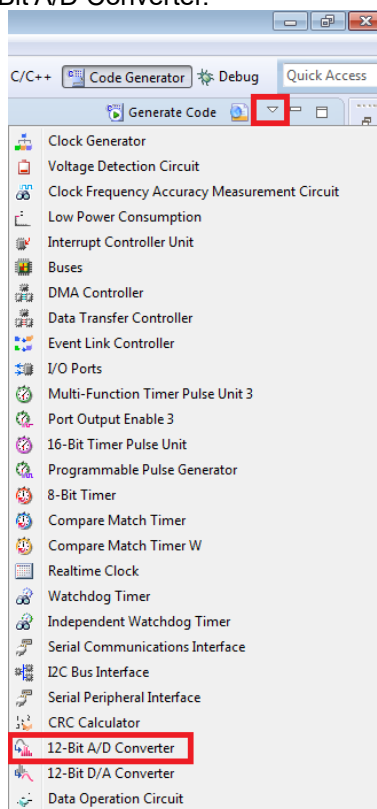 Bit A/D Converter.
C/C++ Code Generator Debug Quick Access
Generate Code
Clock Generator
Voltage Detection Circuit
Clock Frequency Accuracy Measurement Circuit
Low Power Consumption
Interrupt Controller Unit
Buses
DMA Controller
Data Transfer Controller
Event Link Controller
I/O Ports
Multi-Function Timer Pulse Unit 3
Port Output Enable 3
16-Bit Timer Pulse Unit
Programmable Pulse Generator
8-Bit Timer
Compare Match Timer
Compare Match Timer W
Realtime Clock
Watchdog Timer
Independent Watchdog Timer
Serial Communications Interface
I2C Bus Interface
Serial Peripheral Interface
CRC Calculator
12-Bit A/D Converter
12-Bit D/A Converter
Data Operation Circuit